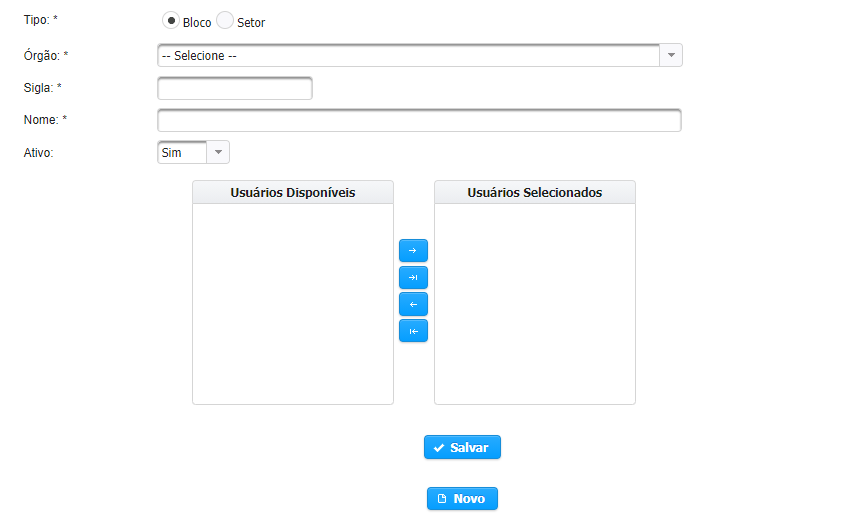 Tipo: * Bloco Setor
Órgão: * -- Selecione --
Sigla: *
Nome: *
Ativo: Sim
Usuários Disponíveis Usuários Selecionados
Salvar
Novo